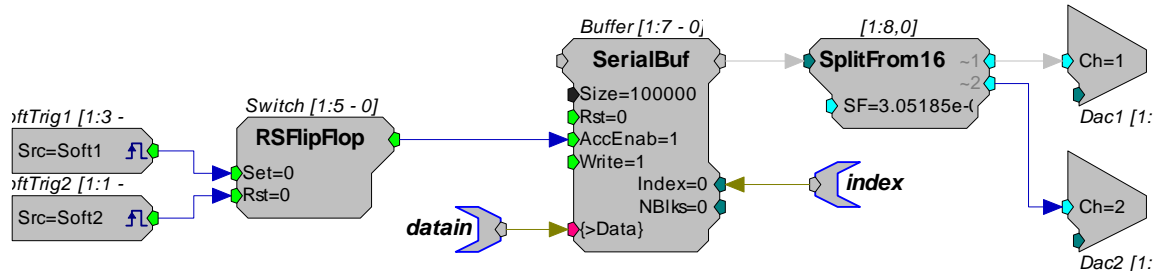 oftTrig1 [1:3 -
Src=Soft1
oftTrig2 [1:1 -
Src=Soft2
Switch [1:5 - 0]
RSFlipFlop
Set=0
Rst=0
datain
Buffer [1:7 - 0]
SerialBuf
Size=100000
Rst=0
AccEnab=1
Write=1
Index=0
NBlks=0
{>Data}
index
[1:8,0]
SplitFrom16
~1
~2
SF=3.05185e-(
Ch=1
Dac1 [1:
Ch=2
Dac2 [1: